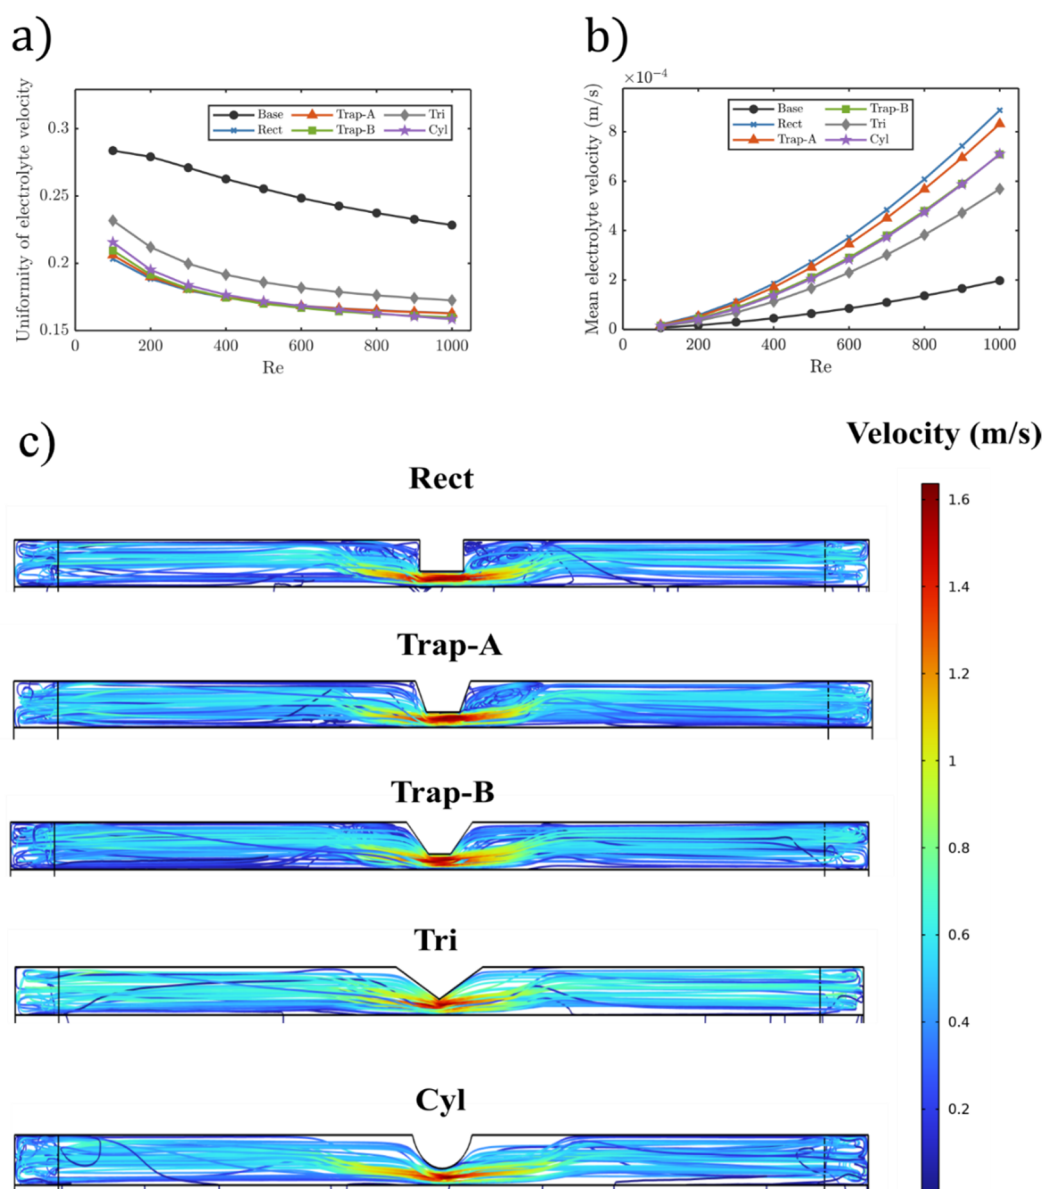 a)
Uniformity of electrolyte velocity
0.3
0.25
0.2
0.15
Base
Trap-A
Tri
Rect
Trap-B
Cyl
0 200 400 600 800 1000
Re
b)
×10⁻⁴
Mean electrolyte velocity (m/s)
8
6
4
2
0
Base
Trap-B
Rect
Tri
Trap-A
Cyl
0 200 400 600 800 1000
Re
c)
Velocity (m/s)
Rect
Trap-A
Trap-B
Tri
Cyl
1.6
1.4
1.2
1
0.8
0.6
0.4
0.2